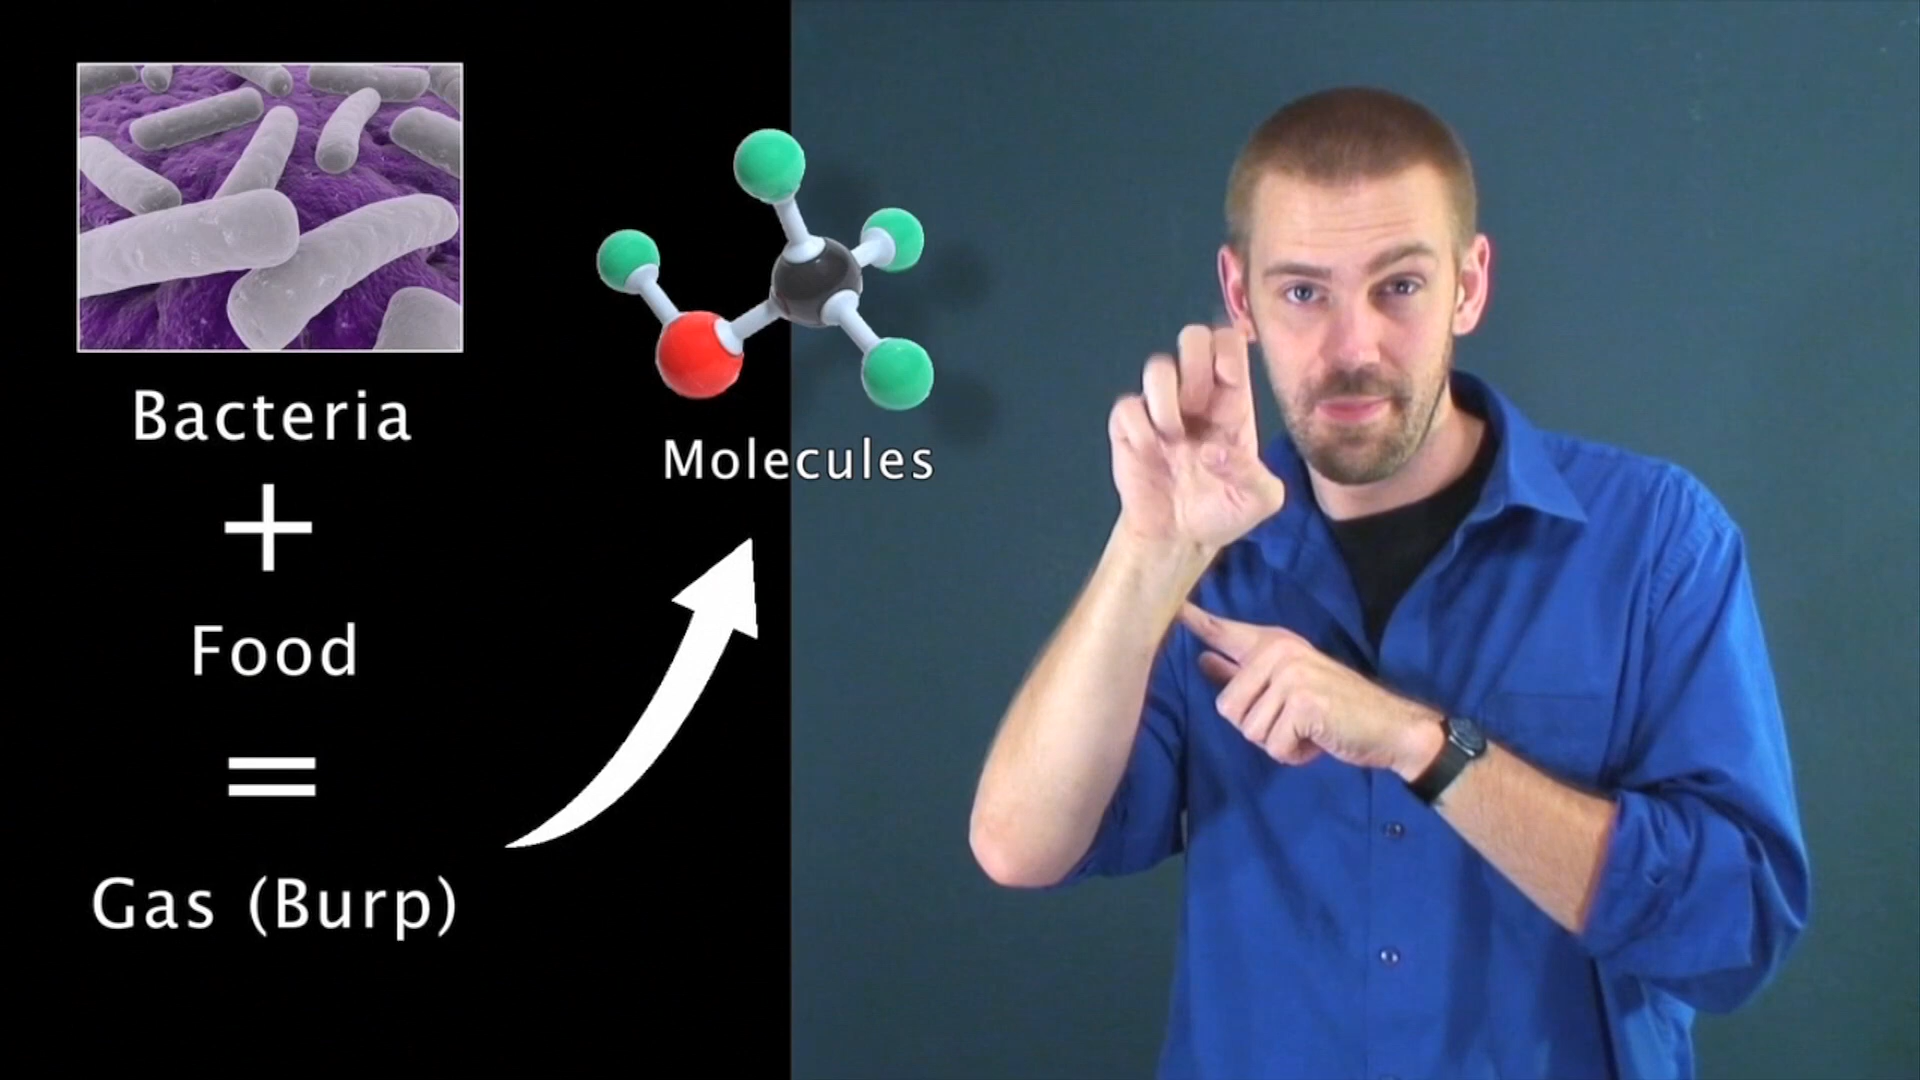 Bacteria
+
Food
=
Gas (Burp)
Molecules